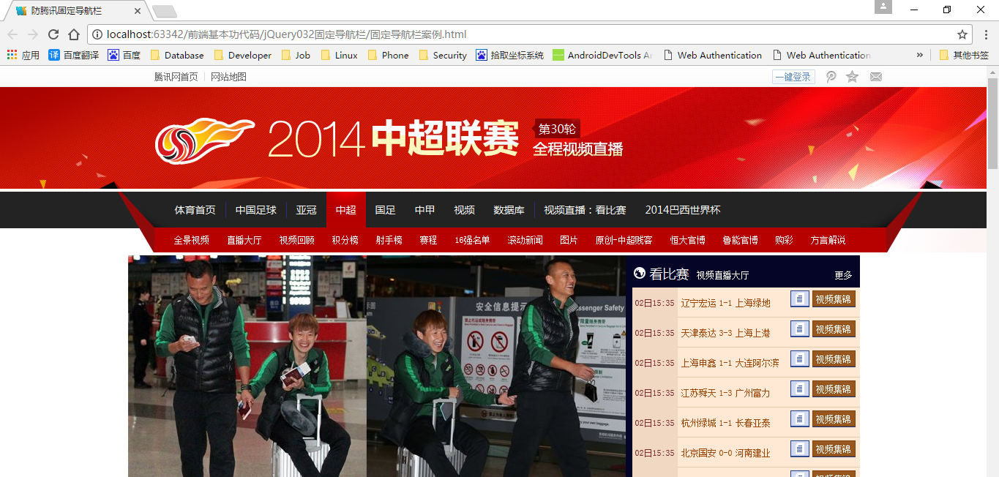 防腾讯固定导航栏
localhost:63342/前端基本功代码/jQuery032固定导航栏/固定导航栏案例.html
应用 译 百度翻译 百度 Database Developer Job Linux Phone Security 拾取坐标系统 AndroidDevTools A Web Authentication Web Authentication » 其他书签
腾讯网首页 网站地图 一键登录
2014 中超联赛 第30轮
全程视频直播
体育首页 中国足球 亚冠 中超 国足 中甲 视频 数据库 视频直播：看比赛 2014巴西世界杯
全景视频 直播大厅 视频回顾 积分榜 射手榜 赛程 16强名单 滚动新闻 图片 原创-中超贱客 恒大官博 鲁能官博 购彩 方言解说
看比赛 视频直播大厅 更多
02日15:35 辽宁宏运 1-1 上海绿地 视频集锦
02日15:35 天津泰达 3-3 上海上港 视频集锦
02日15:35 上海申鑫 1-1 大连阿尔滨 视频集锦
02日15:35 江苏舜天 1-3 广州富力 视频集锦
02日15:35 杭州绿城 1-1 长春亚泰 视频集锦
02日15:35 北京国安 0-0 河南建业 视频集锦
安全信息提示
Passenger Safety